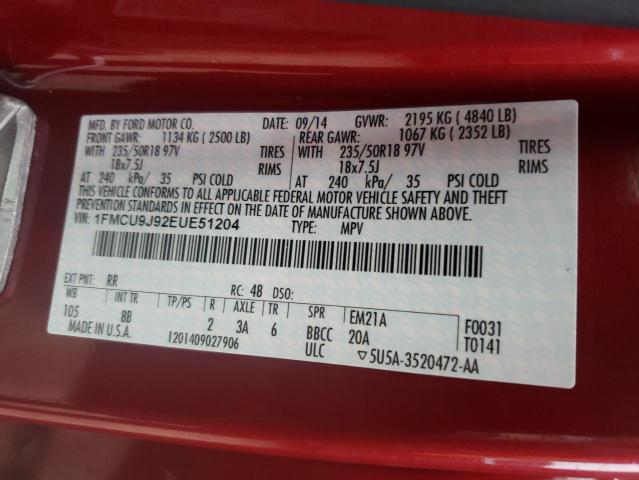 MFD. BY FORD MOTOR CO. 09/14 GVWR: 2195 KG ( 4840 LB)
FRONT GAWR: 1134 KG ( 2500 LB) REAR GAWR: 1067 KG ( 2352 LB)
WITH 235/50R18 97V TIRES WITH 235/50R18 97V TIRES
18x7.5J RIMS 18x7.5J RIMS
AT 240 kPa/ 35 PSI COLD AT 240 kPa/ 35 PSI COLD
THIS VEHICLE CONFORMS TO ALL APPLICABLE FEDERAL MOTOR VEHICLE SAFETY AND THEFT
PREVENTION STANDARDS IN EFFECT ON THE DATE OF MANUFACTURE SHOWN ABOVE.
VIN: 1FMCU9J92EUE51204 TYPE: MPV
EXT PNT: RR RC: 48 DSO:
WB INT TR TP/PS R AXLE TR SPR EM21A F0031
105 8B 2 3A 6 BBCC 20A T0141
MADE IN U.S.A. 1201409027906 ULC ▽5U5A-3520472-AA